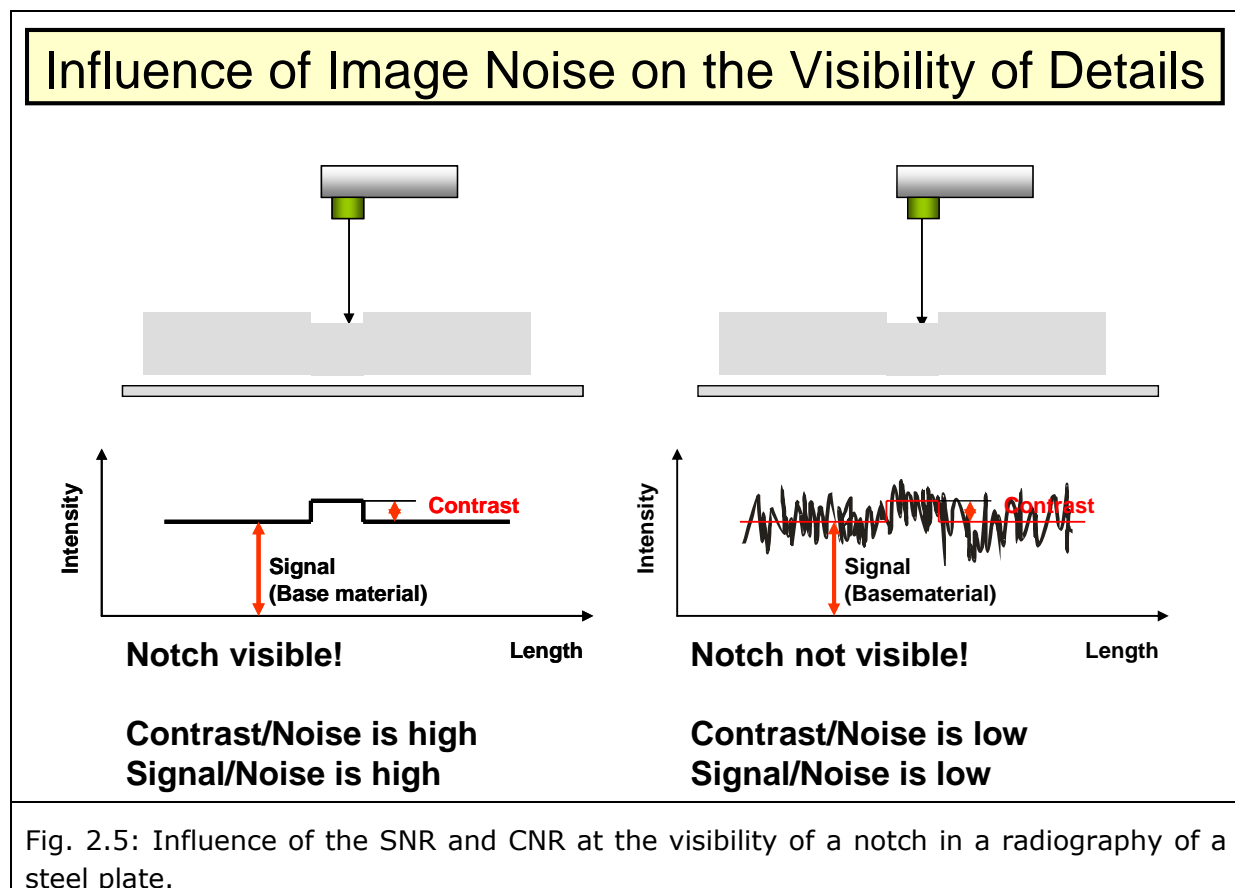 Influence of Image Noise on the Visibility of Details
Intensity
Contrast
Signal
(Base material)
Length
Notch visible!
Contrast/Noise is high
Signal/Noise is high
Intensity
Contrast
Signal
(Basematerial)
Length
Notch not visible!
Contrast/Noise is low
Signal/Noise is low
Fig. 2.5: Influence of the SNR and CNR at the visibility of a notch in a radiography of a
steel plate.